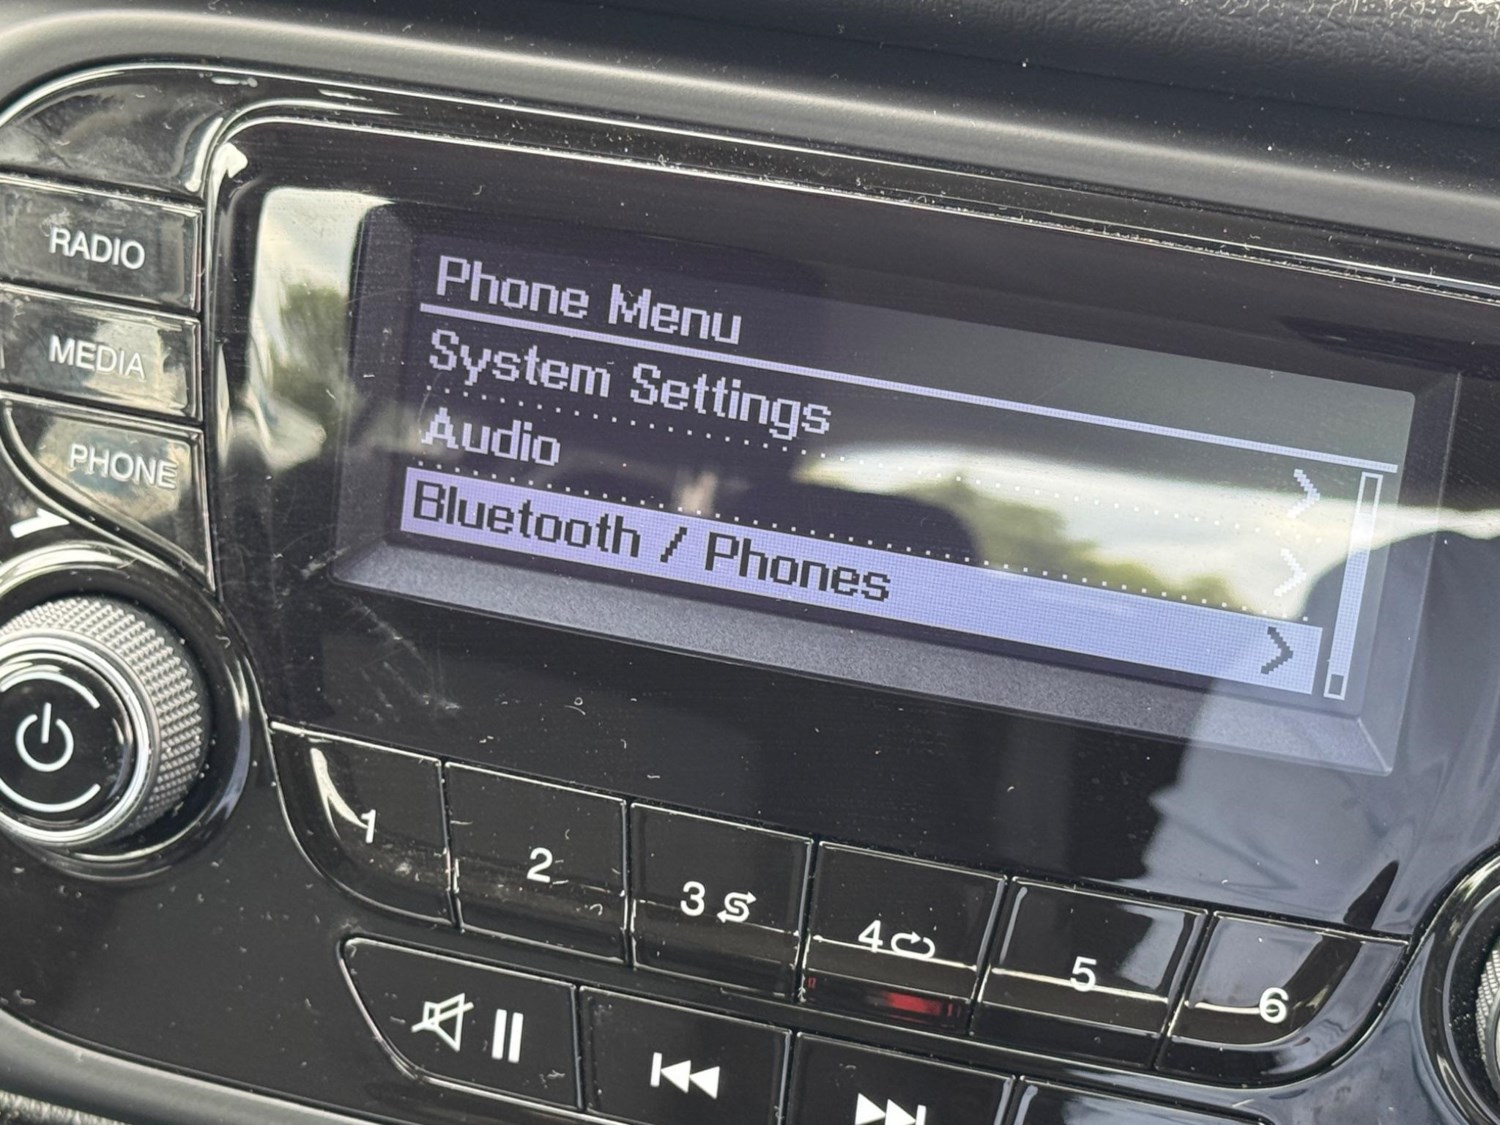 RADIO
MEDIA
PHONE
Phone Menu
System Settings
Audio
Bluetooth / Phones
1
2
3
4
5
6